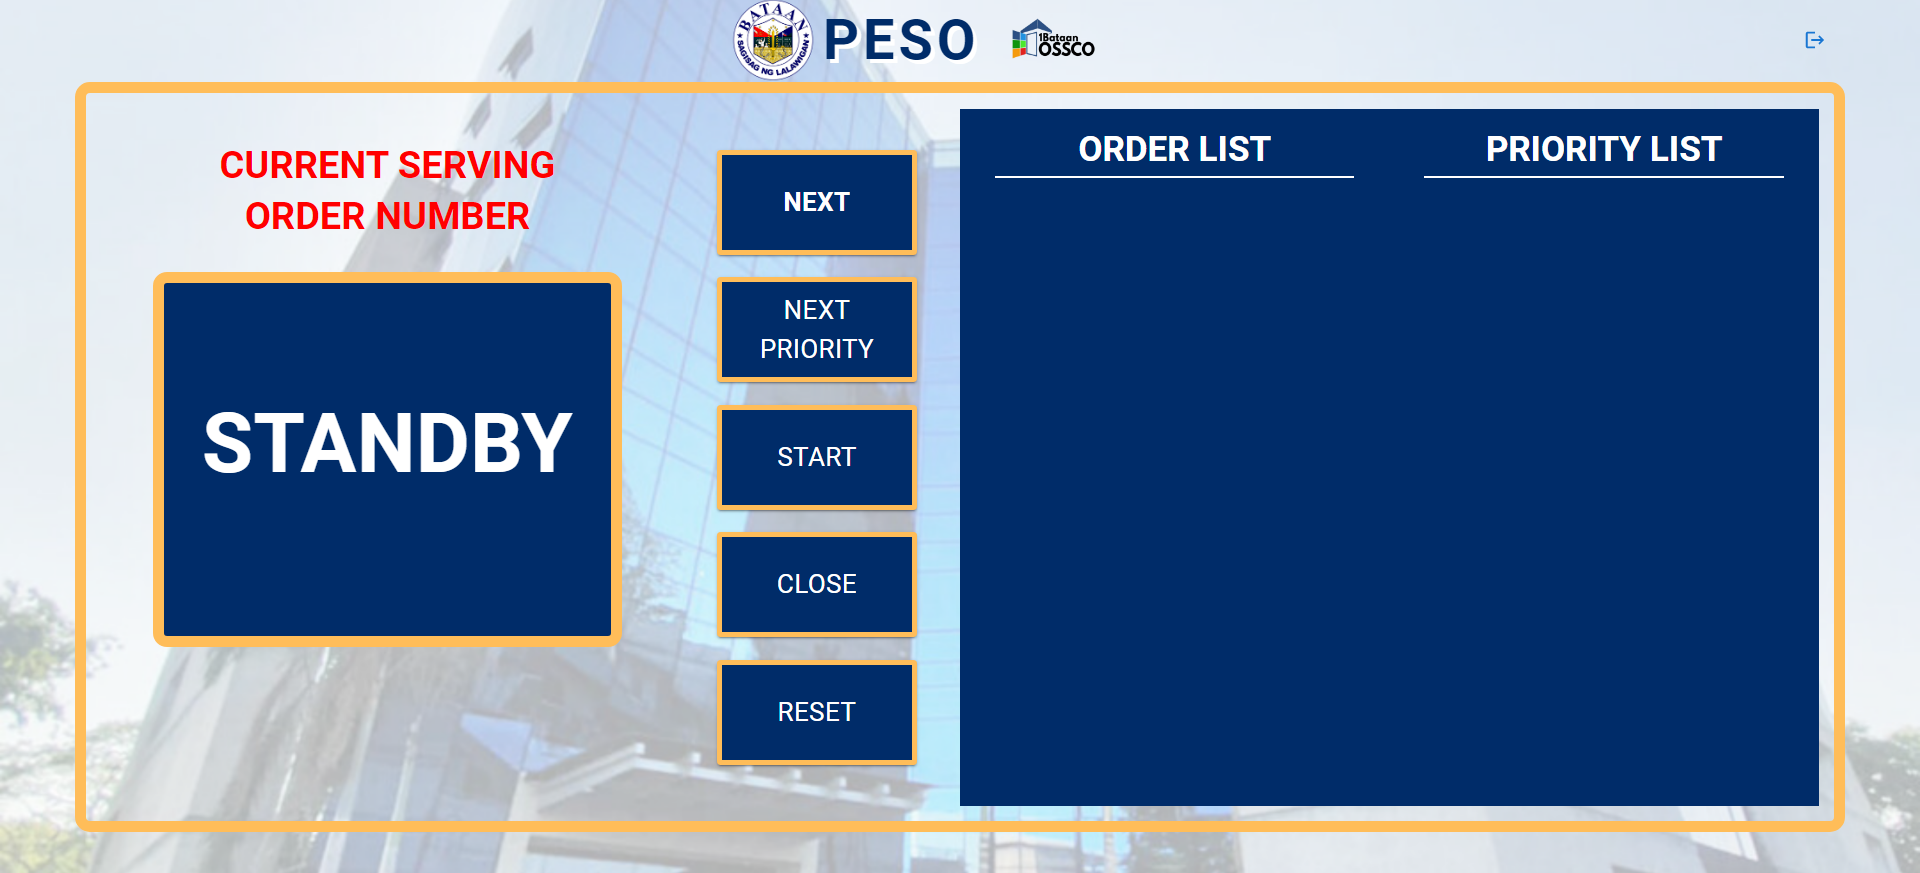 BATAAN
SAGISAG NG LALAWIGAN
PESO
1Bataan
OSSCO
CURRENT SERVING
ORDER NUMBER
STANDBY
NEXT
NEXT
PRIORITY
START
CLOSE
RESET
ORDER LIST
PRIORITY LIST